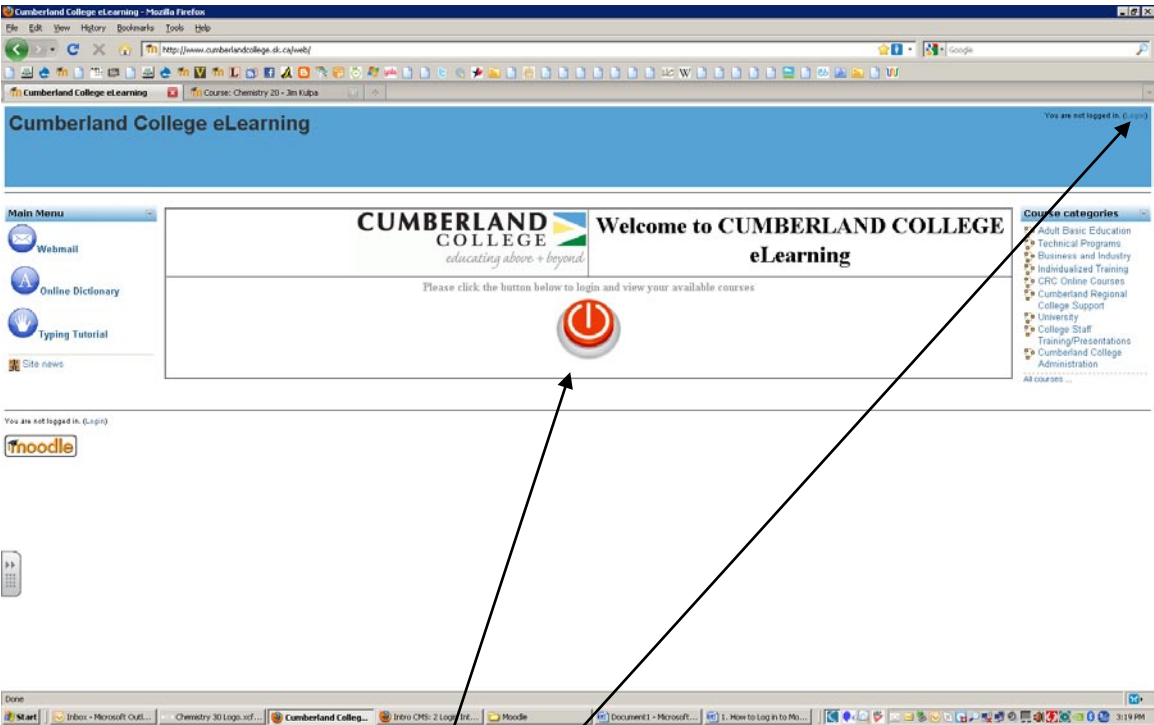 Cumberland College eLearning - Mozilla Firefox
File Edit View History Bookmarks Tools Help
http://www.cumberlandcollege.sk.ca/web/
Google
Cumberland College eLearning
Course: Chemistry 20 - Jim Kulpa
Cumberland College eLearning
You are not logged in. (Login)
Main Menu
Webmail
Online Dictionary
Typing Tutorial
Site news
CUMBERLAND
COLLEGE
educating above + beyond
Welcome to CUMBERLAND COLLEGE
eLearning
Please click the button below to login and view your available courses
Course categories
Adult Basic Education
Technical Programs
Business and Industry
Individualized Training
CRC Online Courses
Cumberland Regional
College Support
University
College Staff
Training/Presentations
Cumberland College
Administration
All courses ...
You are not logged in. (Login)
moodle
Done
Start
Inbox - Microsoft Outl...
Chemistry 30 Logo.xcf...
Cumberland Colleg...
Intro CMS: 2 Login Int...
Moodle
Document1 - Microsoft...
1. How to Log in to Mo...
3:19 PM